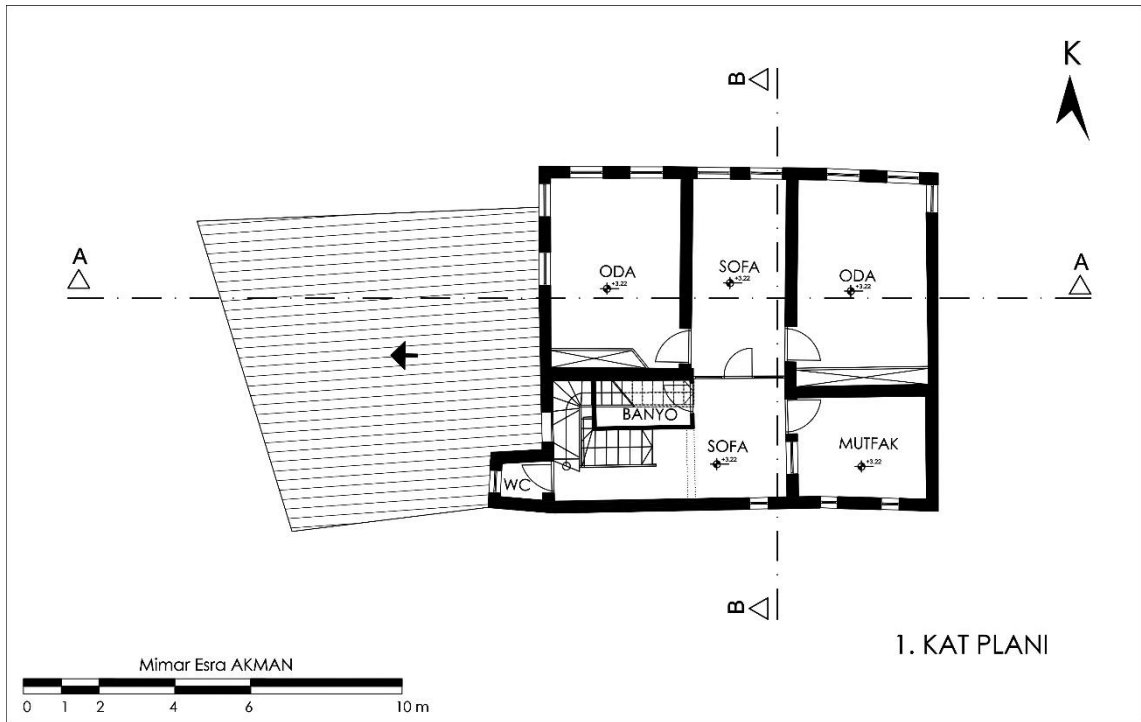 K
B
A
A
ODA
+3.22
SOFA
+3.22
ODA
+3.22
BANYO
SOFA
+3.22
MUTFAK
+3.22
WC
B
1. KAT PLANI
Mimar Esra AKMAN
0 1 2 4 6 10 m